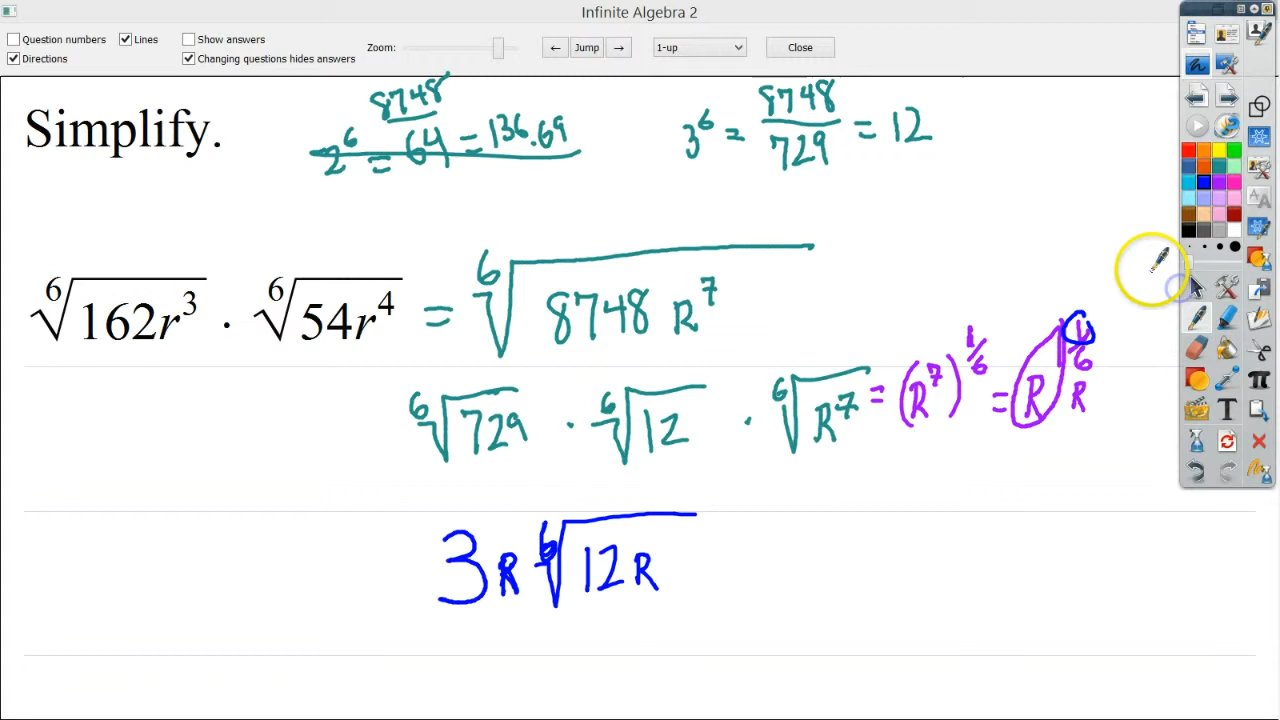 Infinite Algebra 2
Question numbers Lines Show answers Zoom: ← Jump → 1-up Close
Directions Changing questions hides answers
Simplify.
2^6 = 8748/64 = 136.69
3^6 = 8748/729 = 12
⁶√(162r³) · ⁶√(54r⁴) = ⁶√(8748 R⁷)
⁶√729 · ⁶√12 · ⁶√(R⁷) = (R⁷)^(1/6) = R^(1 1/6) R
3R ⁶√(12R)